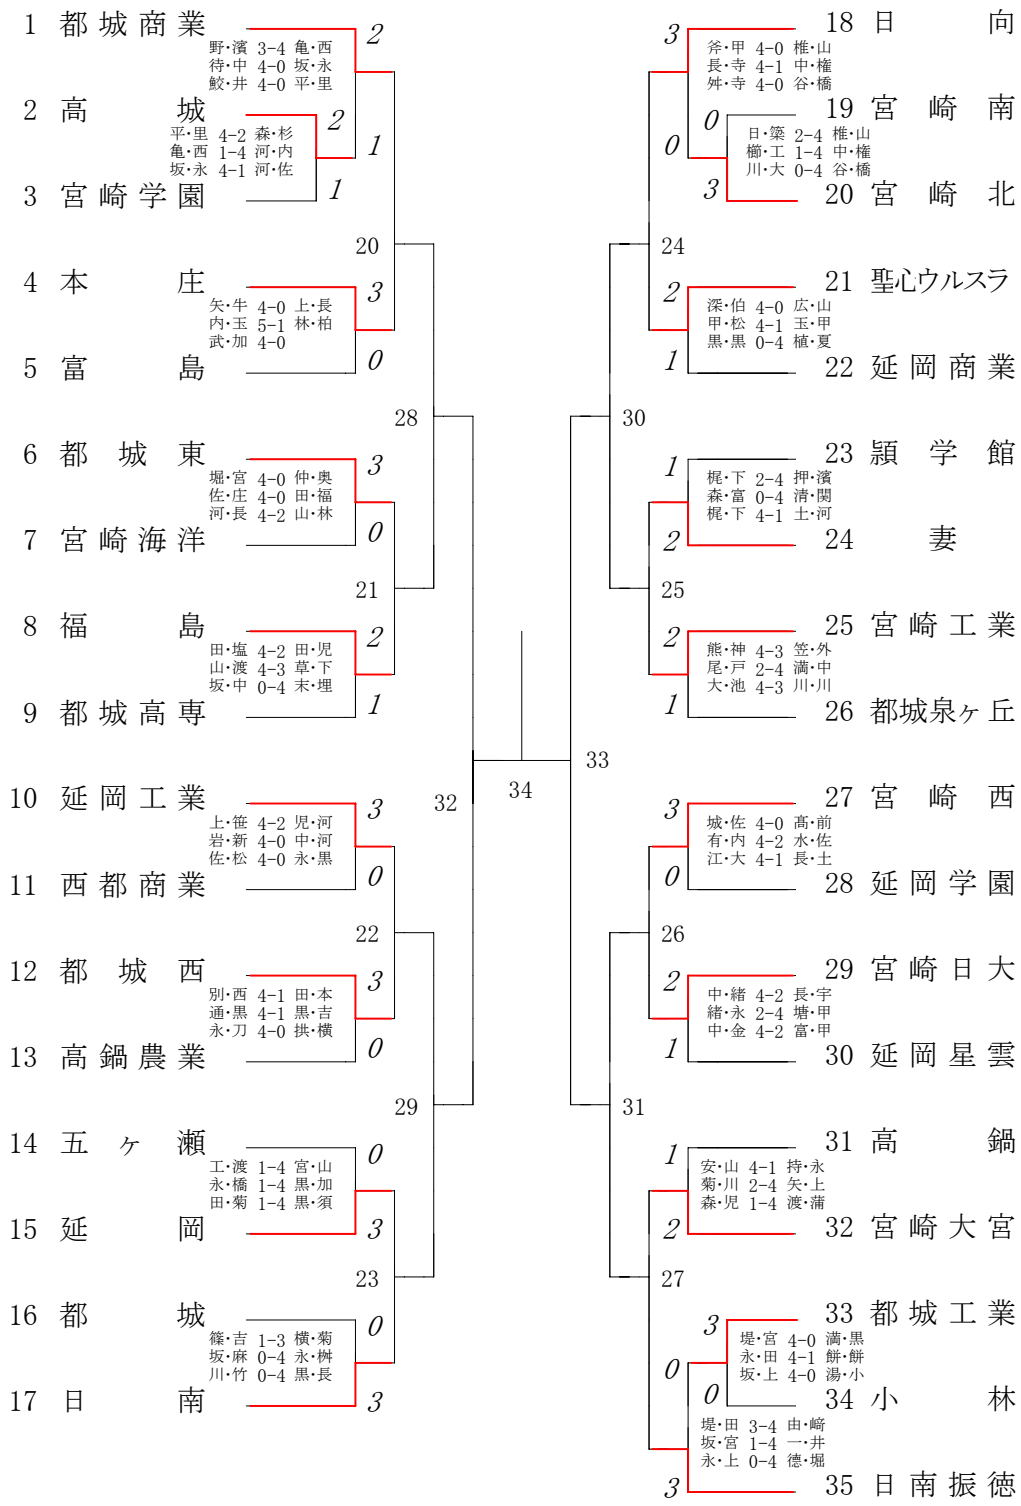 1 都城商業 2
野・濱 3-4 亀・西
待・中 4-0 坂・永
鮫・井 4-0 平・里
2 高城 2 1
平・里 4-2 森・杉
亀・西 1-4 河・内
坂・永 4-1 河・佐
3 宮崎学園 1
20
4 本庄 3
矢・牛 4-0 上・長
内・玉 5-1 林・柏
武・加 4-0
5 富島 0
28
6 都城東 3
堀・宮 4-0 仲・奥
佐・庄 4-0 田・福
河・長 4-2 山・林
7 宮崎海洋 0
21
8 福島 2
田・塩 4-2 田・児
山・渡 4-3 草・下
坂・中 0-4 末・埋
9 都城高専 1
32
10 延岡工業 3
上・笹 4-2 児・河
岩・新 4-0 中・河
佐・松 4-0 永・黒
11 西都商業 0
22
12 都城西 3
別・西 4-1 田・本
通・黒 4-1 黒・吉
永・刀 4-0 拱・横
13 高鍋農業 0
29
14 五ヶ瀬 0
工・渡 1-4 宮・山
永・橋 1-4 黒・加
田・菊 1-4 黒・須
15 延岡 3
23
16 都城 0
篠・吉 1-3 横・菊
坂・麻 0-4 永・桝
川・竹 0-4 黒・長
17 日南 3
34
3 18 日向
斧・甲 4-0 椎・山
長・寺 4-1 中・権
舛・寺 4-0 谷・橋
0 0 19 宮崎南
日・築 2-4 椎・山
櫛・工 1-4 中・権
川・大 0-4 谷・橋
3 20 宮崎北
24
2 21 聖心ウルスラ
深・伯 4-0 広・山
甲・松 4-1 玉・甲
黒・黒 0-4 植・夏
1 22 延岡商業
30
1 23 頴学館
梶・下 2-4 押・濱
森・富 0-4 清・関
梶・下 4-1 土・河
2 24 妻
25
2 25 宮崎工業
熊・神 4-3 笠・外
尾・戸 2-4 満・中
大・池 4-3 川・川
1 26 都城泉ヶ丘
33
3 27 宮崎西
城・佐 4-0 髙・前
有・内 4-2 水・佐
江・大 4-1 長・土
0 28 延岡学園
26
2 29 宮崎日大
中・緒 4-2 長・宇
緒・永 2-4 塘・甲
中・金 4-2 富・甲
1 30 延岡星雲
31
1 31 高鍋
安・山 4-1 持・永
菊・川 2-4 矢・上
森・児 1-4 渡・蒲
2 32 宮崎大宮
27
3 33 都城工業
堤・宮 4-0 満・黒
永・田 4-1 餅・餅
坂・上 4-0 湯・小
0 0 34 小林
堤・田 3-4 由・﨑
坂・宮 1-4 一・井
永・上 0-4 德・堀
3 35 日南振徳